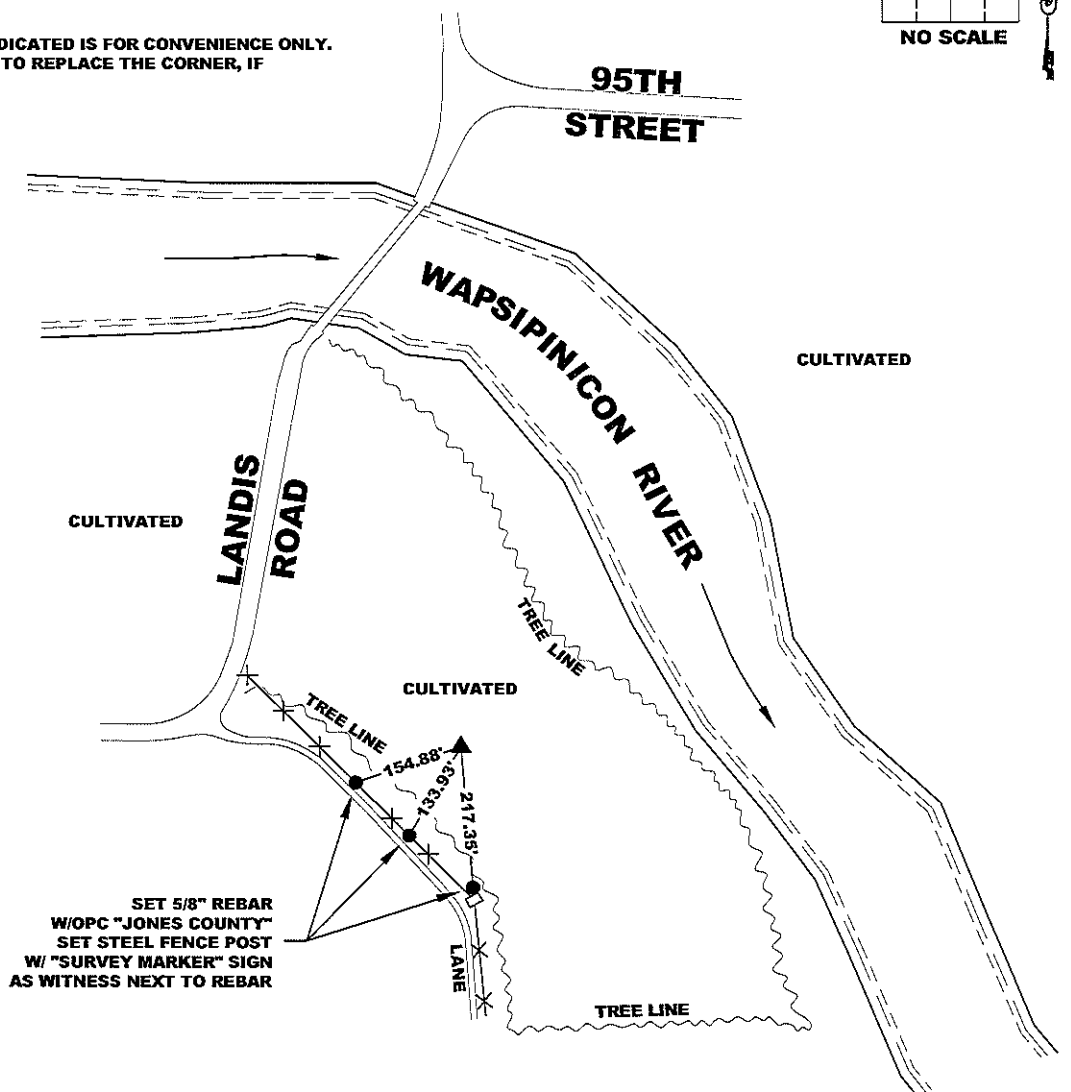 DICATED IS FOR CONVENIENCE ONLY.
TO REPLACE THE CORNER, IF
NO SCALE
95TH
STREET
WAPSIPINICON RIVER
CULTIVATED
LANDIS
ROAD
CULTIVATED
TREE LINE
CULTIVATED
TREE LINE
154.88'
133.93'
217.35'
SET 5/8" REBAR
W/OPC "JONES COUNTY"
SET STEEL FENCE POST
W/ "SURVEY MARKER" SIGN
AS WITNESS NEXT TO REBAR
LANE
TREE LINE